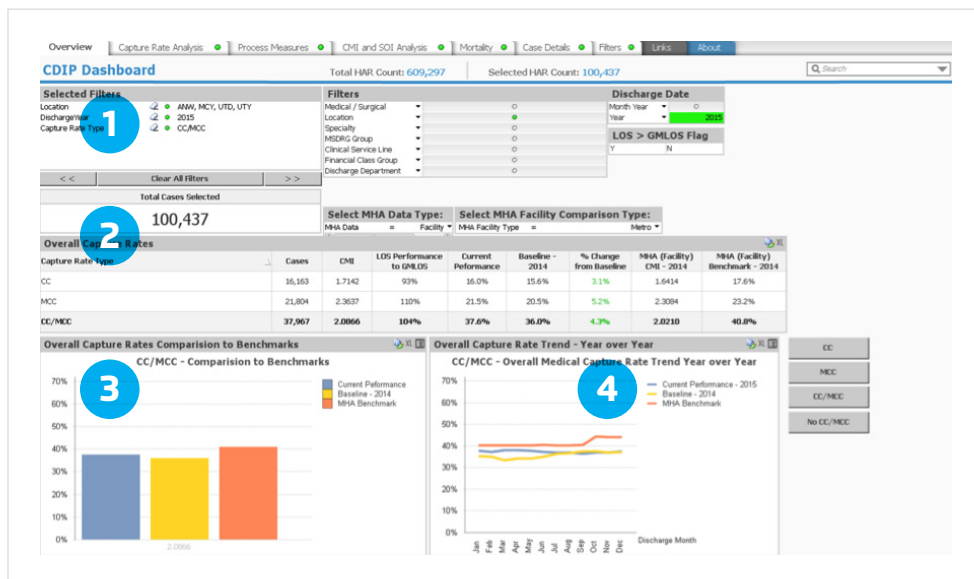 Overview Capture Rate Analysis Process Measures CMI and SOI Analysis Mortality Case Details Filters Links About
CDIP Dashboard Total HAR Count: 609,297 Selected HAR Count: 100,437 Search
Selected Filters Filters Discharge Date
Location ANW, MCY, UTD, UTY Medical / Surgical Month Year
DischargeYear 2015 Location Year 2015
Capture Rate Type CC/MCC Specialty
1
MSDRG Group LOS > GMLOS Flag
Clinical Service Line Y N
Financial Class Group
Discharge Department
<< Clear All Filters >>
Total Cases Selected
100,437
Select MHA Data Type: Select MHA Facility Comparison Type:
MHA Data = Facility MHA Facility Type = Metro
2
Overall Capture Rates XL
Capture Rate Type Cases CMI LOS Performance to GMLOS Current Peformance Baseline - 2014 % Change from Baseline MHA (Facility) CMI - 2014 MHA (Facility) Benchmark - 2014
CC 16,163 1.7142 93% 16.0% 15.6% 3.1% 1.6414 17.6%
MCC 21,804 2.3637 110% 21.5% 20.5% 5.2% 2.3084 23.2%
CC/MCC 37,967 2.0866 104% 37.6% 36.0% 4.3% 2.0210 40.8%
Overall Capture Rates Comparision to Benchmarks XL
CC/MCC - Comparision to Benchmarks
3
70%
60%
50%
40%
30%
20%
10%
0%
2.0866
Current Peformance
Baseline - 2014
MHA Benchmark
Overall Capture Rate Trend - Year over Year XL
CC/MCC - Overall Medical Capture Rate Trend Year over Year
4
70%
60%
50%
40%
30%
20%
10%
0%
Current Performance - 2015
Baseline - 2014
MHA Benchmark
Jan Feb Mar Apr May Jun Jul Aug Sep Oct Nov Dec
Discharge Month
CC
MCC
CC/MCC
No CC/MCC